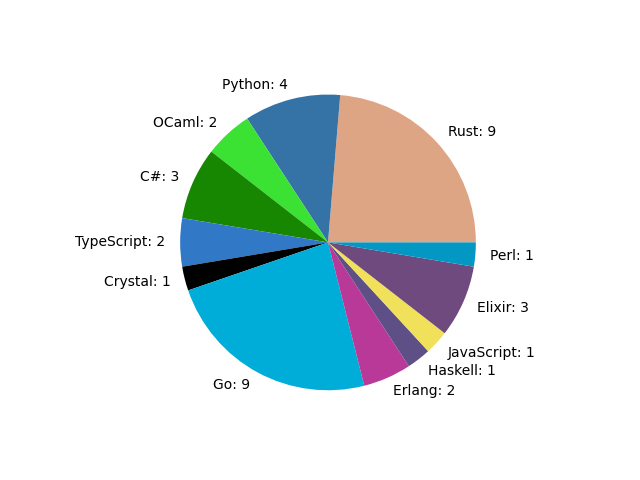 Python: 4
Rust: 9
OCaml: 2
C#: 3
TypeScript: 2
Perl: 1
Crystal: 1
Elixir: 3
JavaScript: 1
Haskell: 1
Go: 9
Erlang: 2